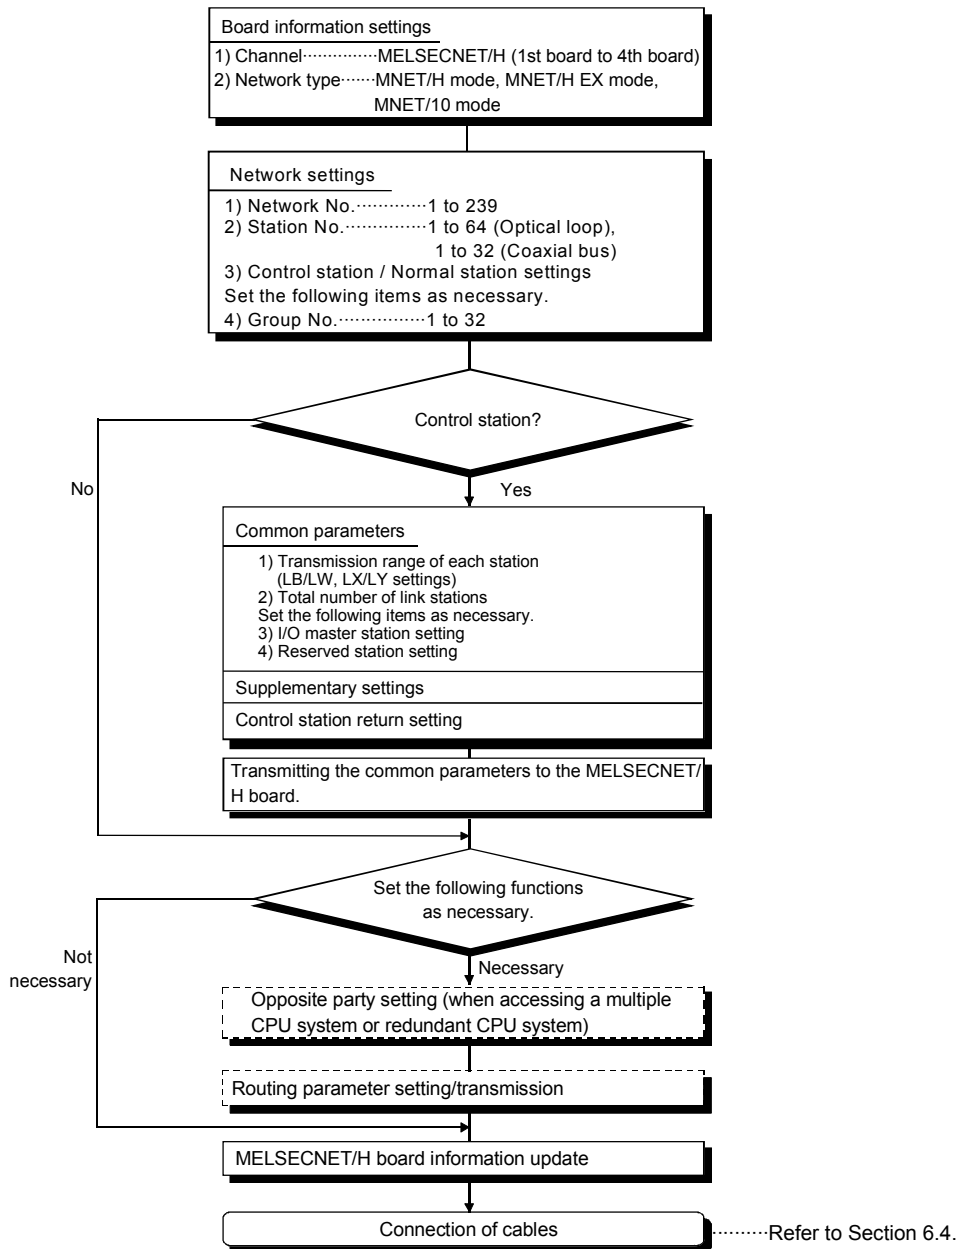 Board information settings
1) Channel···············MELSECNET/H (1st board to 4th board)
2) Network type·······MNET/H mode, MNET/H EX mode,
MNET/10 mode
Network settings
1) Network No.·············1 to 239
2) Station No.···············1 to 64 (Optical loop),
1 to 32 (Coaxial bus)
3) Control station / Normal station settings
Set the following items as necessary.
4) Group No.················1 to 32
Control station?
No
Yes
Common parameters
1) Transmission range of each station
(LB/LW, LX/LY settings)
2) Total number of link stations
Set the following items as necessary.
3) I/O master station setting
4) Reserved station setting
Supplementary settings
Control station return setting
Transmitting the common parameters to the MELSECNET/
H board.
Set the following functions
as necessary.
Not
necessary
Necessary
Opposite party setting (when accessing a multiple
CPU system or redundant CPU system)
Routing parameter setting/transmission
MELSECNET/H board information update
Connection of cables ··········Refer to Section 6.4.